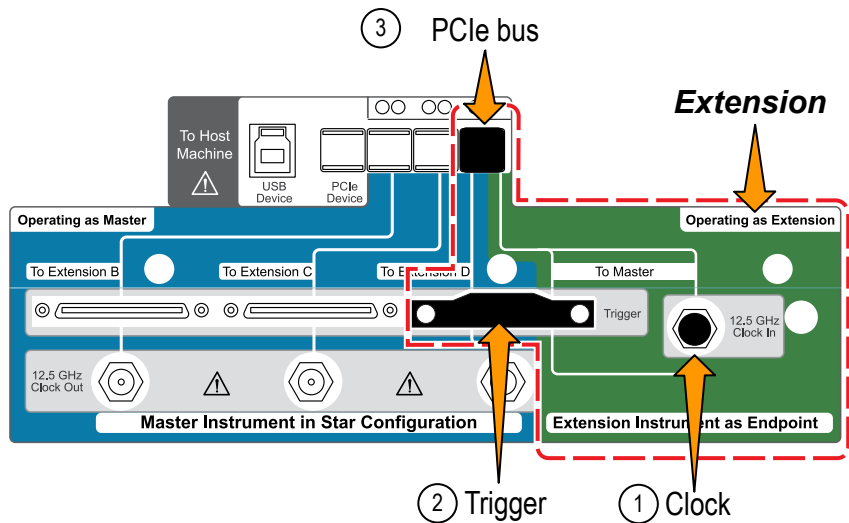 3 PCIe bus
Extension
To Host
Machine
USB
Device
PCIe
Device
Operating as Master
Operating as Extension
To Extension B
To Extension C
To Extension D
To Master
Trigger
12.5 GHz
Clock In
12.5 GHz
Clock Out
Master Instrument in Star Configuration
Extension Instrument as Endpoint
2 Trigger
1 Clock